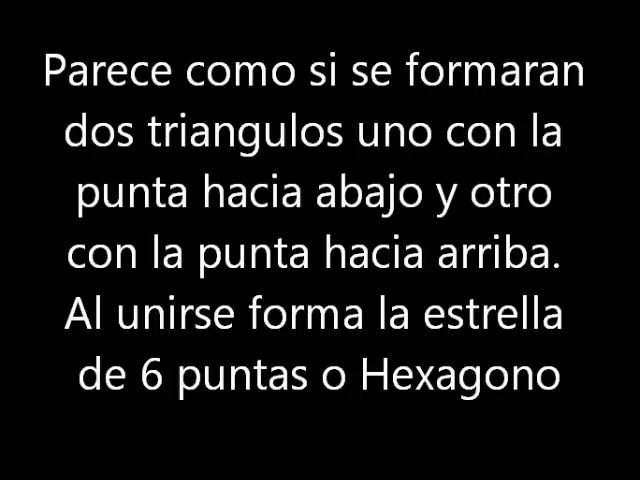 Parece como si se formaran
dos triangulos uno con la
punta hacia abajo y otro
con la punta hacia arriba.
Al unirse forma la estrella
de 6 puntas o Hexagono